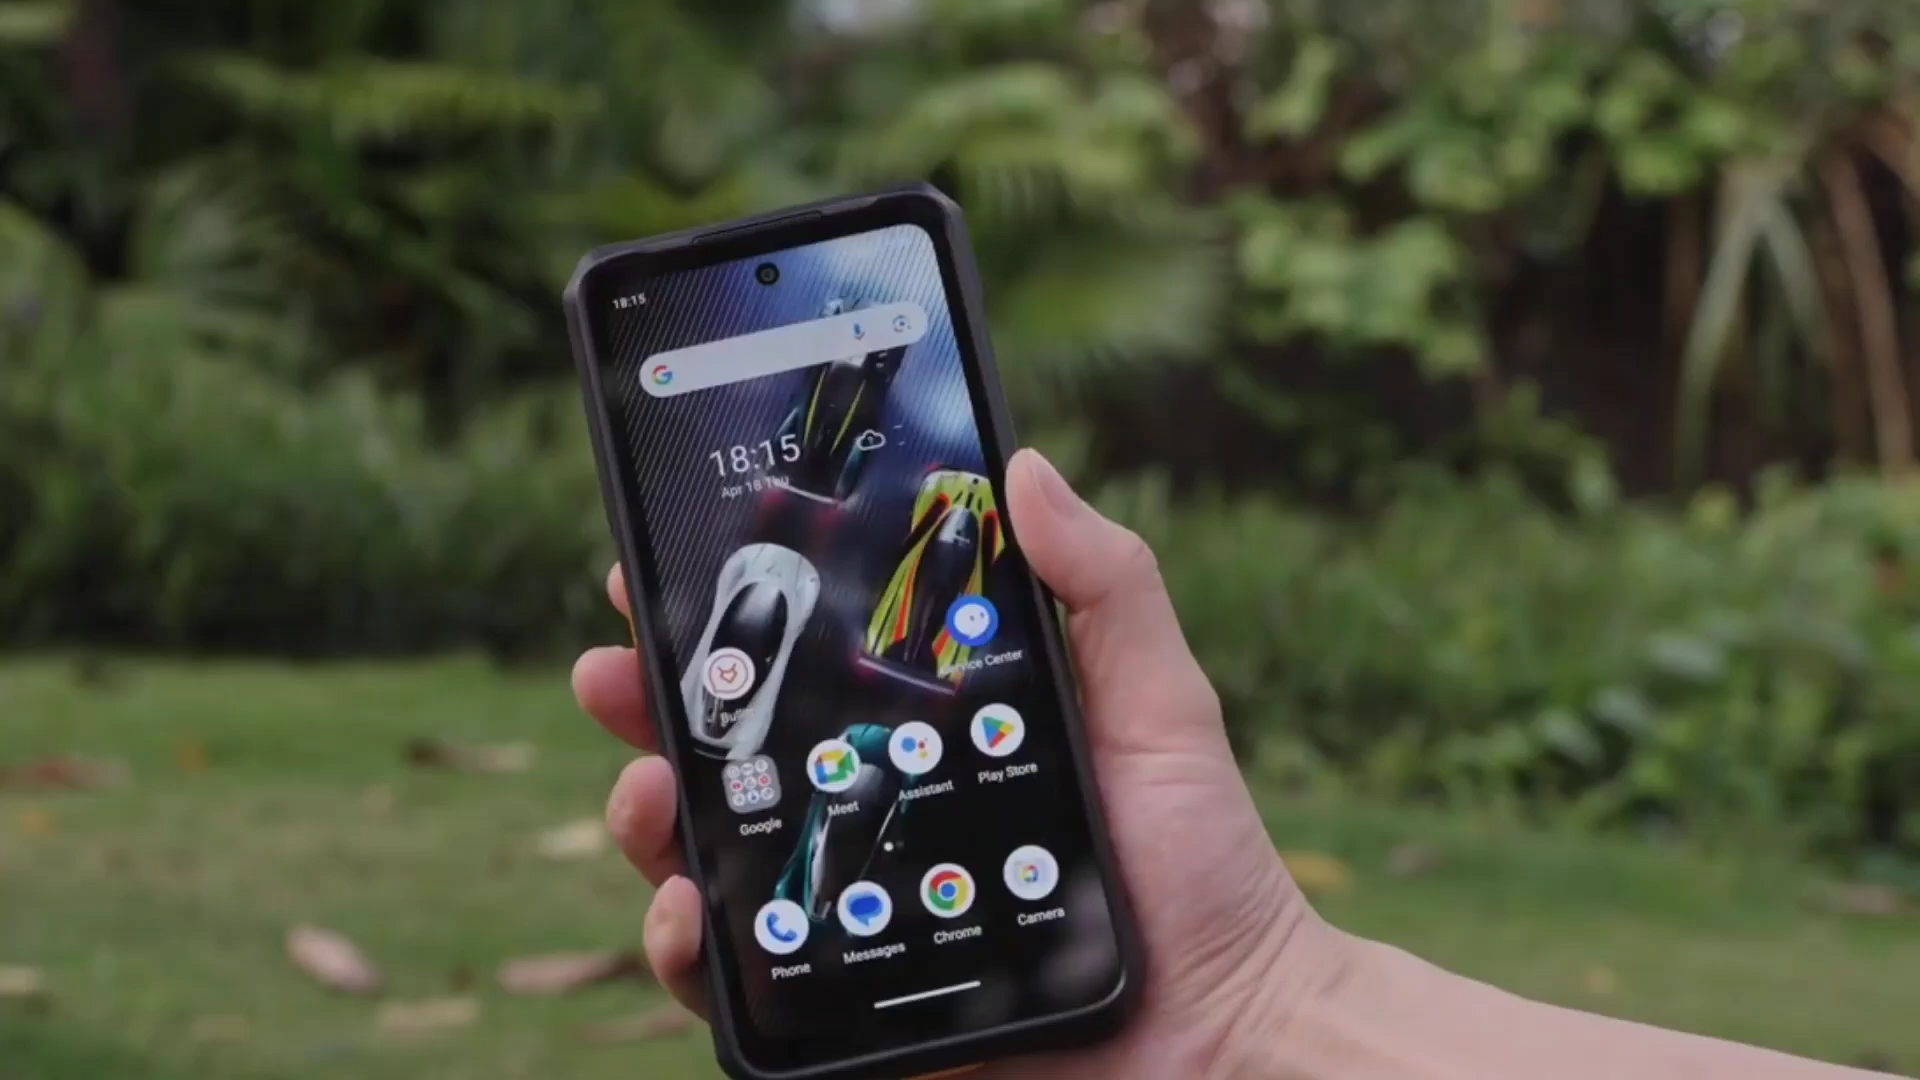 18:15
18:15
Apr 18 Thu
Service Center
Google
Meet
Assistant
Play Store
Phone
Messages
Chrome
Camera